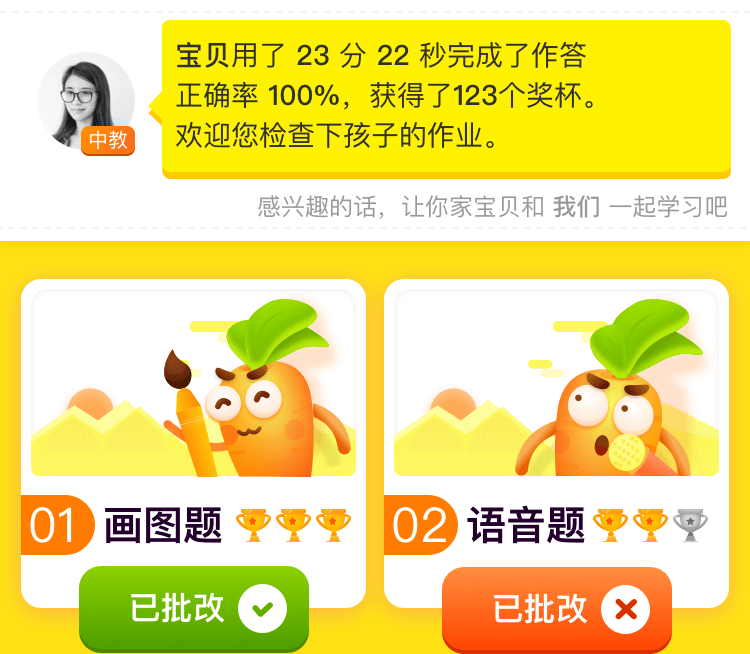 宝贝用了 23 分 22 秒完成了作答
正确率 100%，获得了123个奖杯。
欢迎您检查下孩子的作业。
中教
感兴趣的话，让你家宝贝和 我们 一起学习吧
01 画图题
02 语音题
已批改
已批改